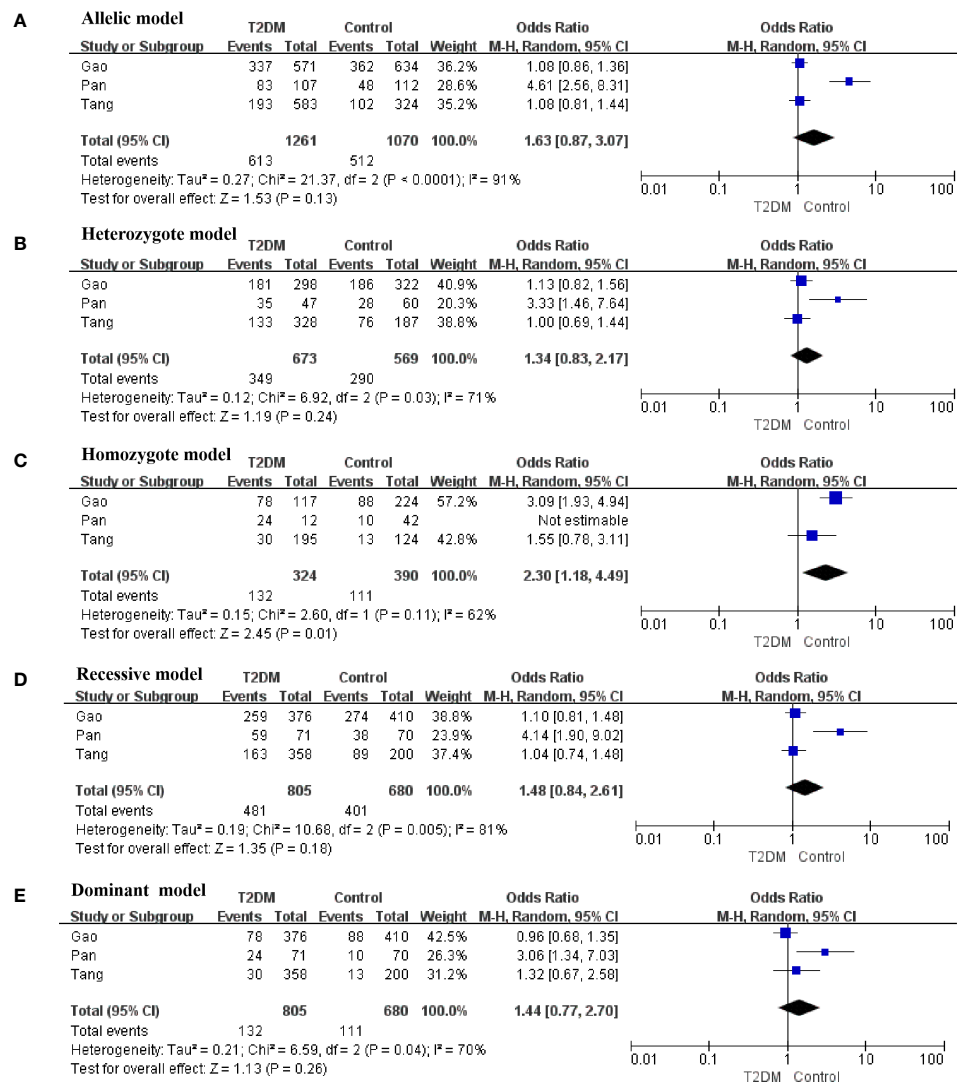 A Allelic model
T2DM Control Odds Ratio Odds Ratio
Study or Subgroup Events Total Events Total Weight M-H, Random, 95% CI M-H, Random, 95% CI
Gao 337 571 362 634 36.2% 1.08 [0.86, 1.36]
Pan 83 107 48 112 28.6% 4.61 [2.56, 8.31]
Tang 193 583 102 324 35.2% 1.08 [0.81, 1.44]
Total (95% CI) 1261 1070 100.0% 1.63 [0.87, 3.07]
Total events 613 512
Heterogeneity: Tau² = 0.27; Chi² = 21.37, df = 2 (P < 0.0001); I² = 91%
Test for overall effect: Z = 1.53 (P = 0.13)
0.01 0.1 1 10 100
T2DM Control
B Heterozygote model
T2DM Control Odds Ratio Odds Ratio
Study or Subgroup Events Total Events Total Weight M-H, Random, 95% CI M-H, Random, 95% CI
Gao 181 298 186 322 40.9% 1.13 [0.82, 1.56]
Pan 35 47 28 60 20.3% 3.33 [1.46, 7.64]
Tang 133 328 76 187 38.8% 1.00 [0.69, 1.44]
Total (95% CI) 673 569 100.0% 1.34 [0.83, 2.17]
Total events 349 290
Heterogeneity: Tau² = 0.12; Chi² = 6.92, df = 2 (P = 0.03); I² = 71%
Test for overall effect: Z = 1.19 (P = 0.24)
0.01 0.1 1 10 100
T2DM Control
C Homozygote model
T2DM Control Odds Ratio Odds Ratio
Study or Subgroup Events Total Events Total Weight M-H, Random, 95% CI M-H, Random, 95% CI
Gao 78 117 88 224 57.2% 3.09 [1.93, 4.94]
Pan 24 12 10 42 Not estimable
Tang 30 195 13 124 42.8% 1.55 [0.78, 3.11]
Total (95% CI) 324 390 100.0% 2.30 [1.18, 4.49]
Total events 132 111
Heterogeneity: Tau² = 0.15; Chi² = 2.60, df = 1 (P = 0.11); I² = 62%
Test for overall effect: Z = 2.45 (P = 0.01)
0.01 0.1 1 10 100
T2DM Control
D Recessive model
T2DM Control Odds Ratio Odds Ratio
Study or Subgroup Events Total Events Total Weight M-H, Random, 95% CI M-H, Random, 95% CI
Gao 259 376 274 410 38.8% 1.10 [0.81, 1.48]
Pan 59 71 38 70 23.9% 4.14 [1.90, 9.02]
Tang 163 358 89 200 37.4% 1.04 [0.74, 1.48]
Total (95% CI) 805 680 100.0% 1.48 [0.84, 2.61]
Total events 481 401
Heterogeneity: Tau² = 0.19; Chi² = 10.68, df = 2 (P = 0.005); I² = 81%
Test for overall effect: Z = 1.35 (P = 0.18)
0.01 0.1 1 10 100
T2DM Control
E Dominant model
T2DM Control Odds Ratio Odds Ratio
Study or Subgroup Events Total Events Total Weight M-H, Random, 95% CI M-H, Random, 95% CI
Gao 78 376 88 410 42.5% 0.96 [0.68, 1.35]
Pan 24 71 10 70 26.3% 3.06 [1.34, 7.03]
Tang 30 358 13 200 31.2% 1.32 [0.67, 2.58]
Total (95% CI) 805 680 100.0% 1.44 [0.77, 2.70]
Total events 132 111
Heterogeneity: Tau² = 0.21; Chi² = 6.59, df = 2 (P = 0.04); I² = 70%
Test for overall effect: Z = 1.13 (P = 0.26)
0.01 0.1 1 10 100
T2DM Control